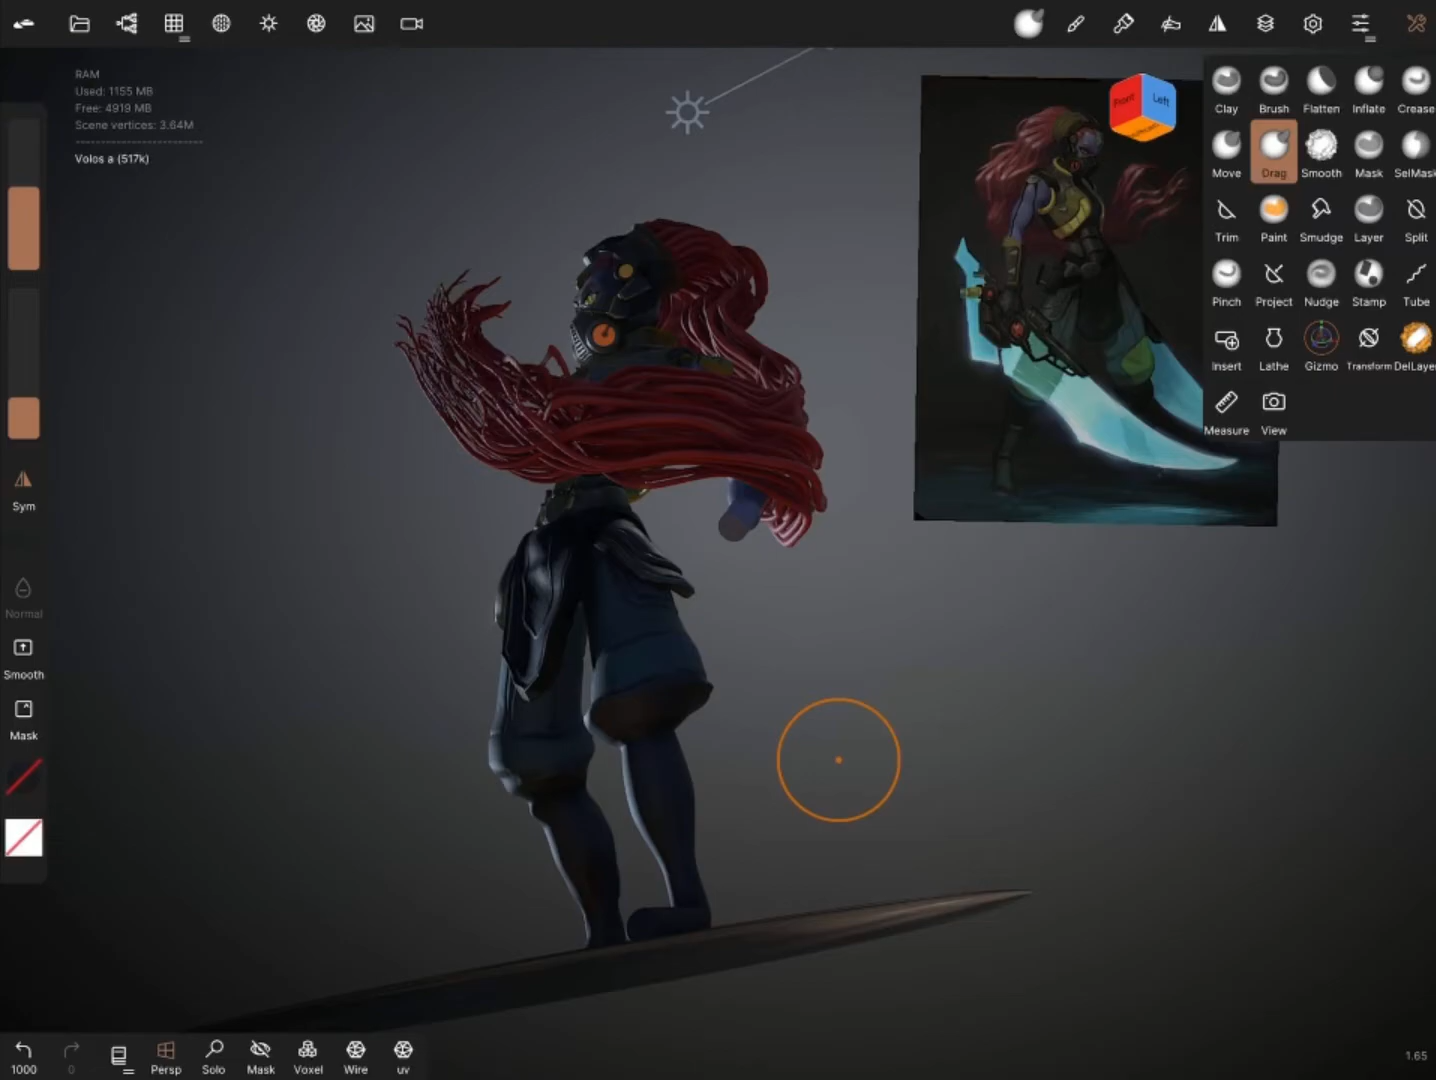 RAM
Used: 1155 MB
Free: 4919 MB
Scene vertices: 3.64M
Volos a (517k)
Front
Left
Clay Brush Flatten Inflate Crease
Move Drag Smooth Mask SelMask
Trim Paint Smudge Layer Split
Pinch Project Nudge Stamp Tube
Insert Lathe Gizmo Transform DelLayer
Measure View
Sym
Normal
Smooth
Mask
1000 0 Persp Solo Mask Voxel Wire uv
1.65